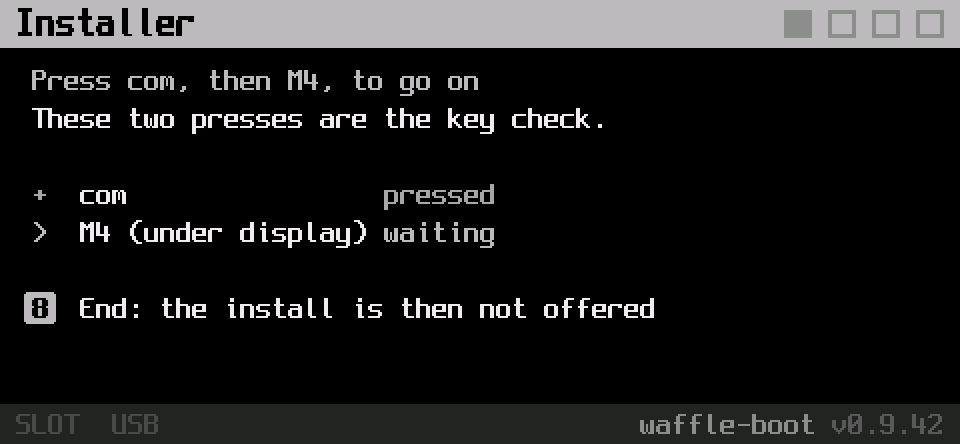 Installer
Press com, then M4, to go on
These two presses are the key check.
+ com pressed
> M4 (under display) waiting
8 End: the install is then not offered
SLOT USB waffle-boot v0.9.42